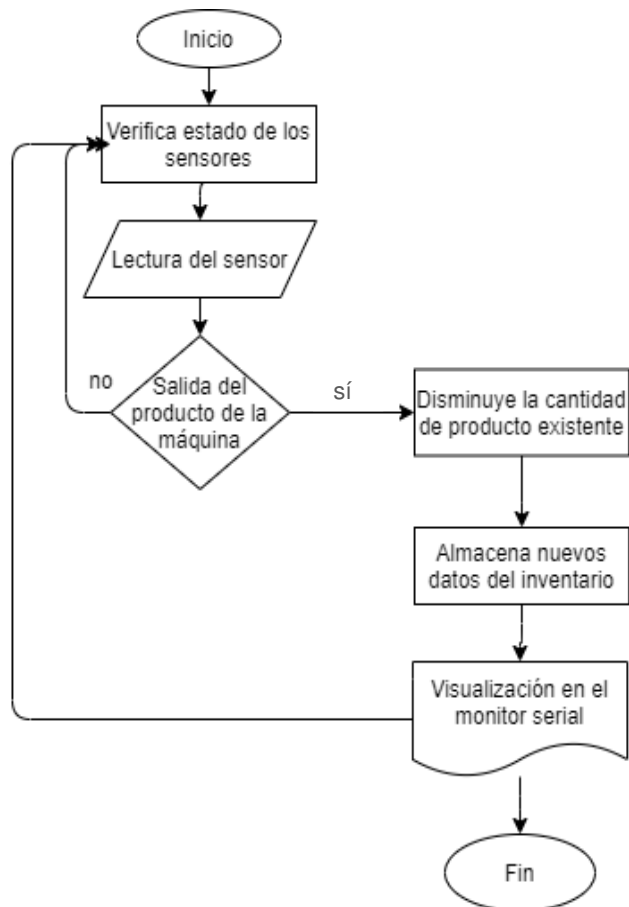 Inicio
Verifica estado de los
sensores
Lectura del sensor
no
Salida del
producto de la
máquina
sí
Disminuye la cantidad
de producto existente
Almacena nuevos
datos del inventario
Visualización en el
monitor serial
Fin